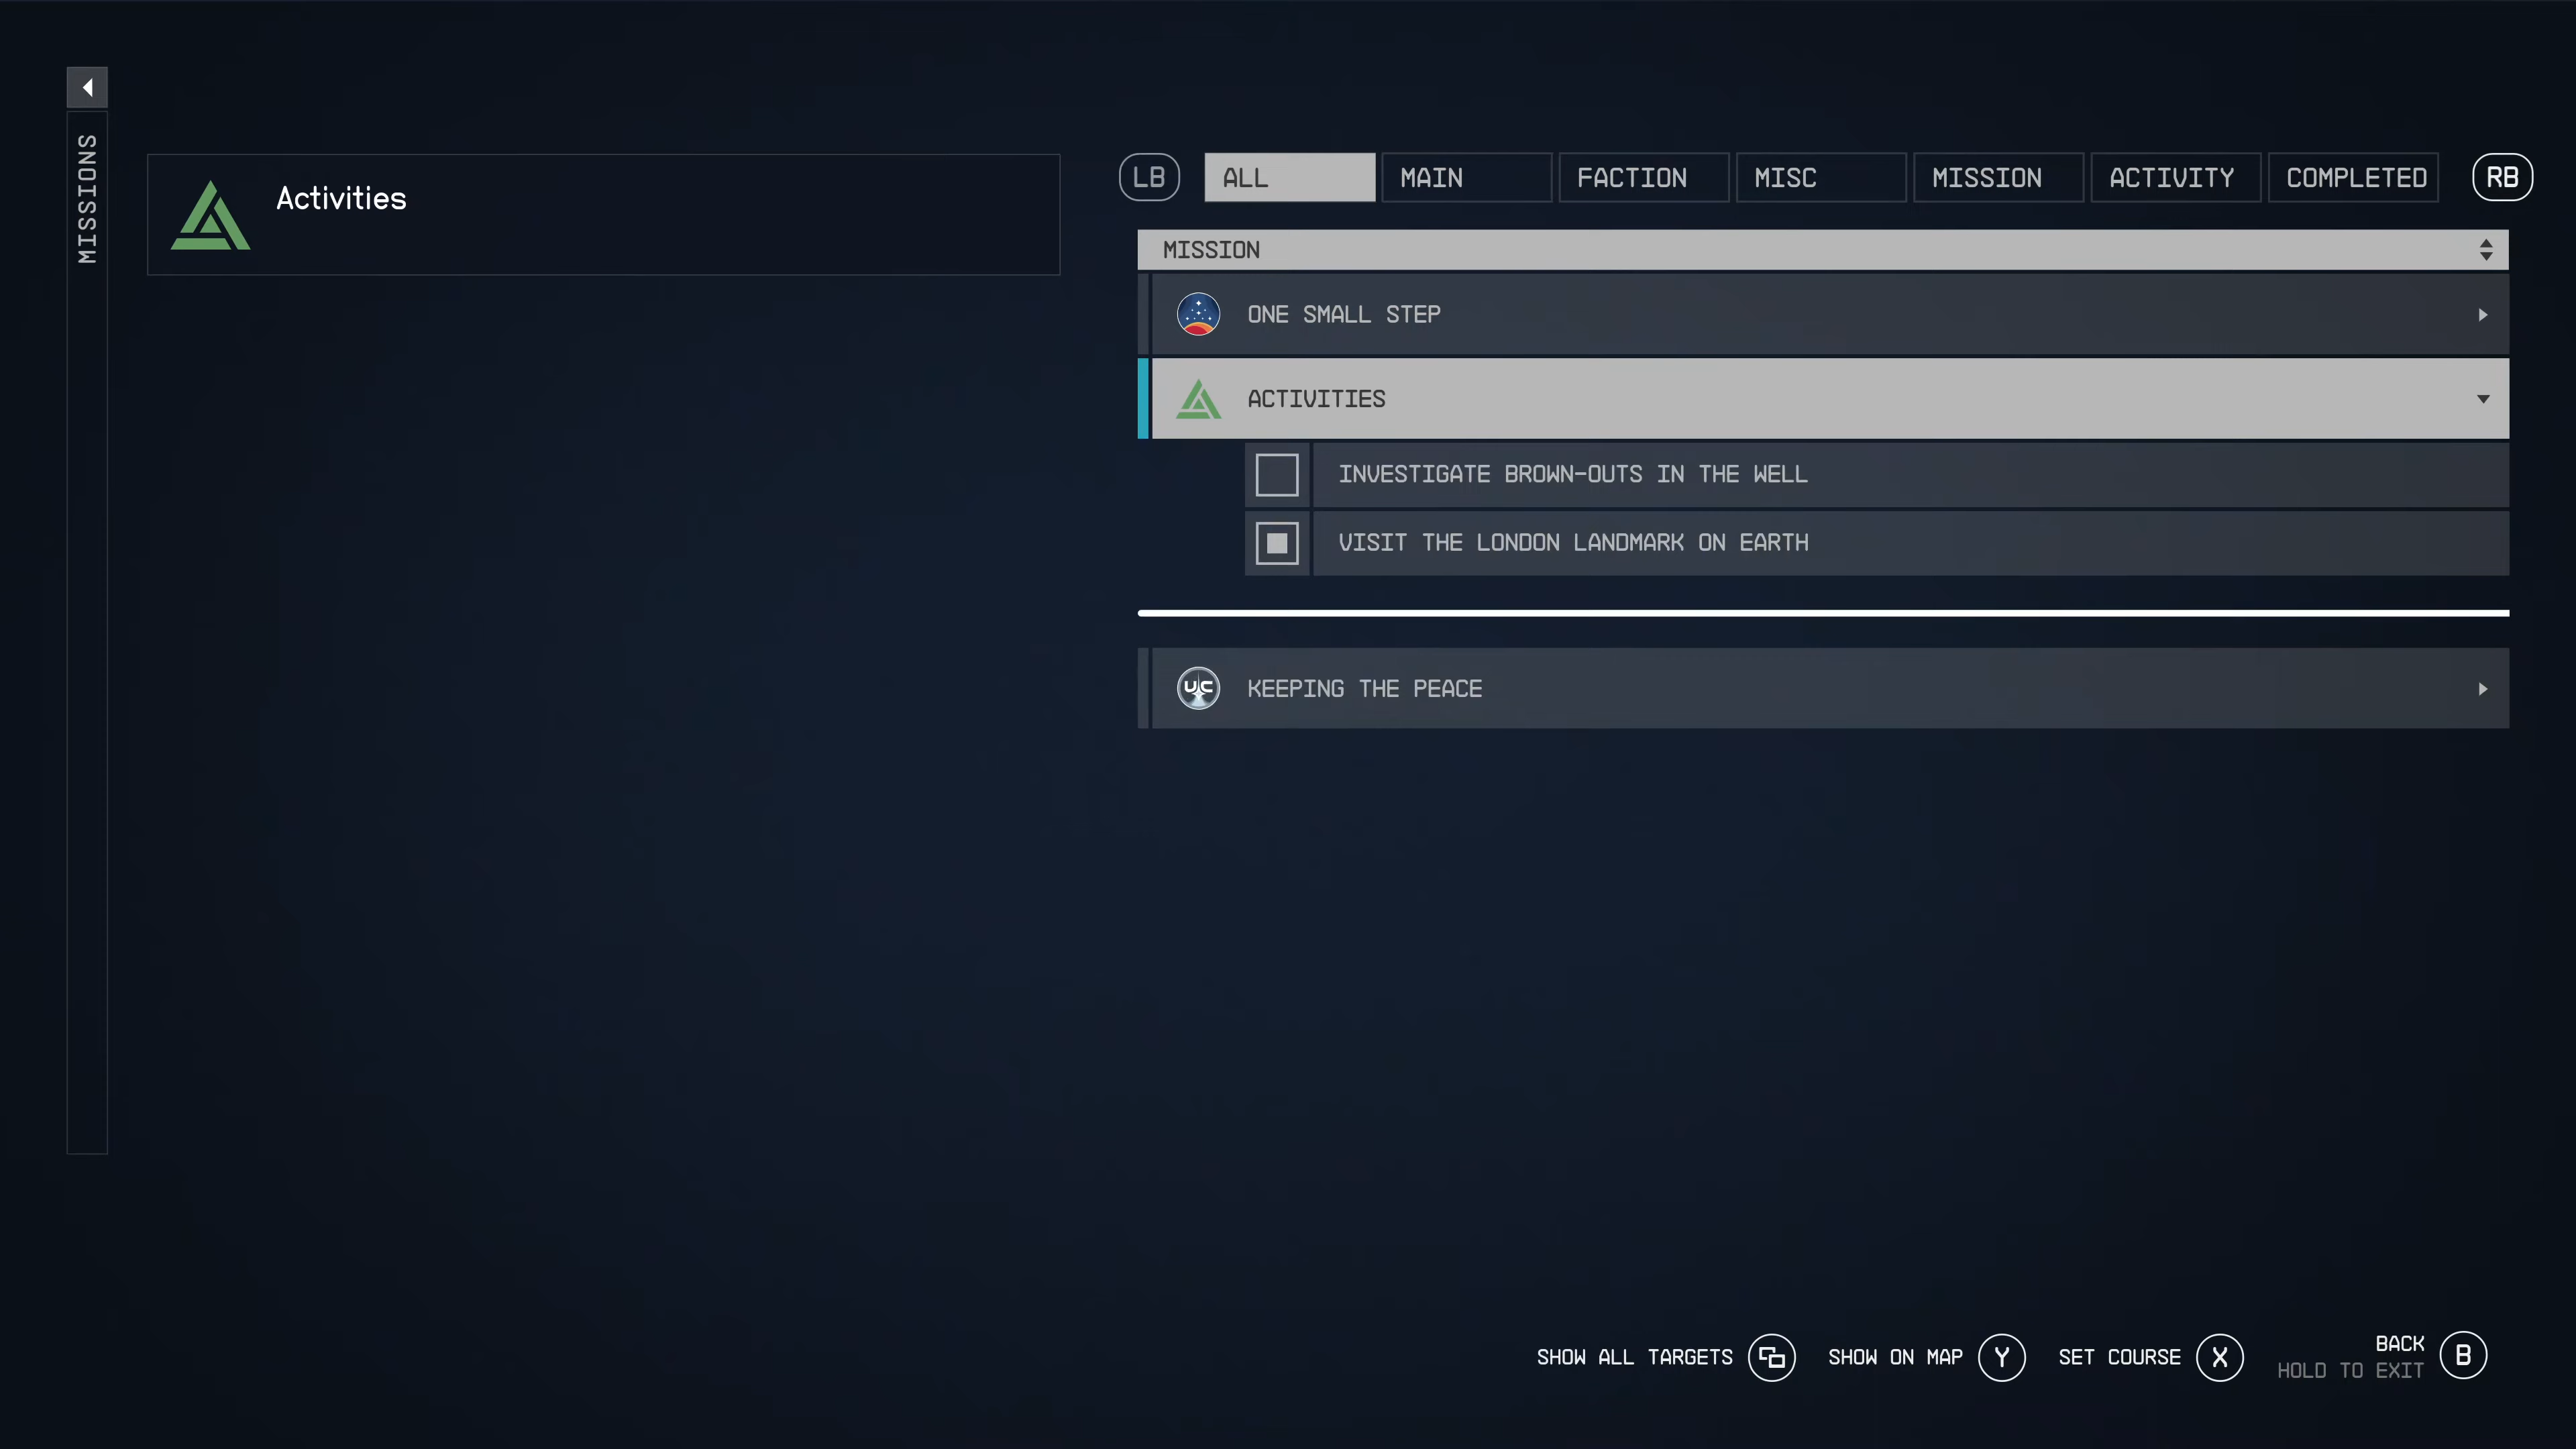 MISSIONS
Activities
LB
ALL
MAIN
FACTION
MISC
MISSION
ACTIVITY
COMPLETED
RB
MISSION
ONE SMALL STEP
ACTIVITIES
INVESTIGATE BROWN-OUTS IN THE WELL
VISIT THE LONDON LANDMARK ON EARTH
UC
KEEPING THE PEACE
SHOW ALL TARGETS
SHOW ON MAP Y
SET COURSE X
BACK B
HOLD TO EXIT